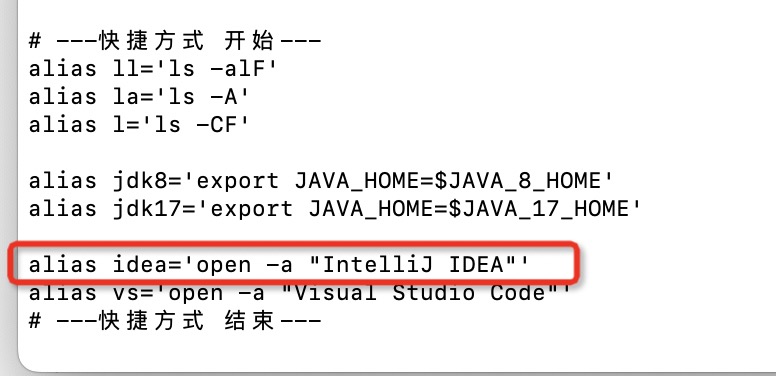 # ---快捷方式 开始---
alias ll='ls -alF'
alias la='ls -A'
alias l='ls -CF'
alias jdk8='export JAVA_HOME=$JAVA_8_HOME'
alias jdk17='export JAVA_HOME=$JAVA_17_HOME'
alias idea='open -a "IntelliJ IDEA"'
alias vs='open -a "Visual Studio Code"'
# ---快捷方式 结束---